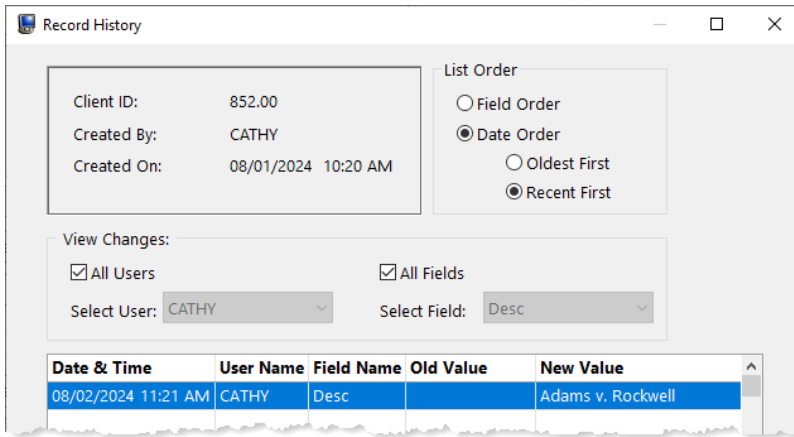 Record History
Client ID: 852.00
Created By: CATHY
Created On: 08/01/2024 10:20 AM
List Order
Field Order
Date Order
Oldest First
Recent First
View Changes:
All Users
All Fields
Select User: CATHY
Select Field: Desc
Date & Time User Name Field Name Old Value New Value
08/02/2024 11:21 AM CATHY Desc Adams v. Rockwell